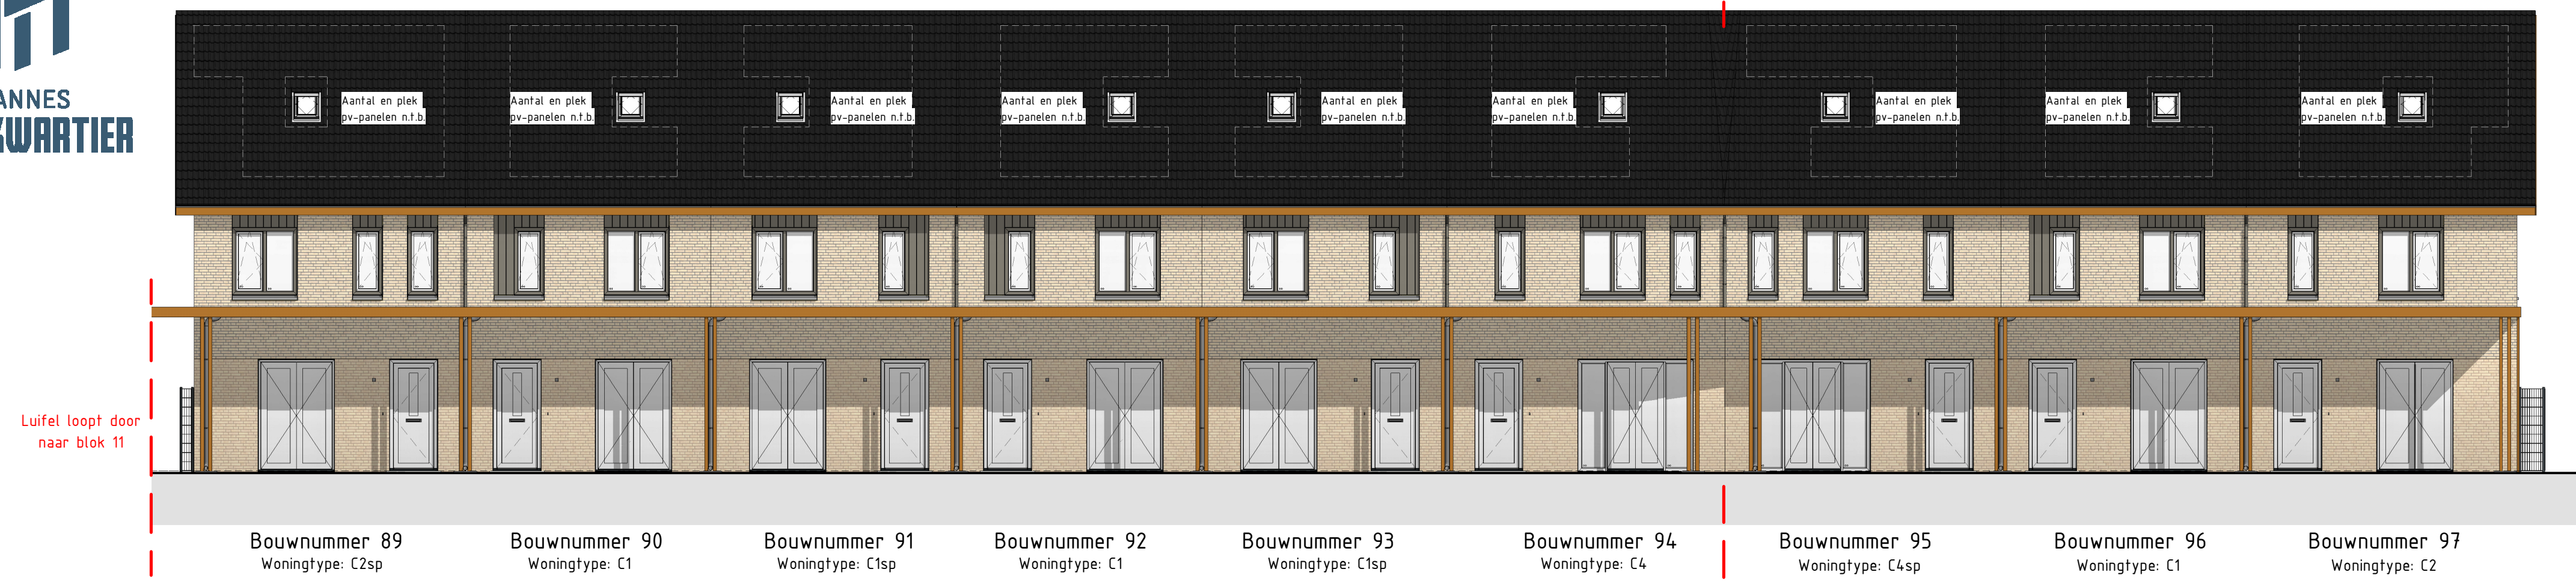 ANNES
KWARTIER
Aantal en plek
pv-panelen n.t.b.
Aantal en plek
pv-panelen n.t.b.
Aantal en plek
pv-panelen n.t.b.
Aantal en plek
pv-panelen n.t.b.
Aantal en plek
pv-panelen n.t.b.
Aantal en plek
pv-panelen n.t.b.
Aantal en plek
pv-panelen n.t.b.
Aantal en plek
pv-panelen n.t.b.
Aantal en plek
pv-panelen n.t.b.
Luifel loopt door
naar blok 11
Bouwnummer 89
Woningtype: C2sp
Bouwnummer 90
Woningtype: C1
Bouwnummer 91
Woningtype: C1sp
Bouwnummer 92
Woningtype: C1
Bouwnummer 93
Woningtype: C1sp
Bouwnummer 94
Woningtype: C4
Bouwnummer 95
Woningtype: C4sp
Bouwnummer 96
Woningtype: C1
Bouwnummer 97
Woningtype: C2